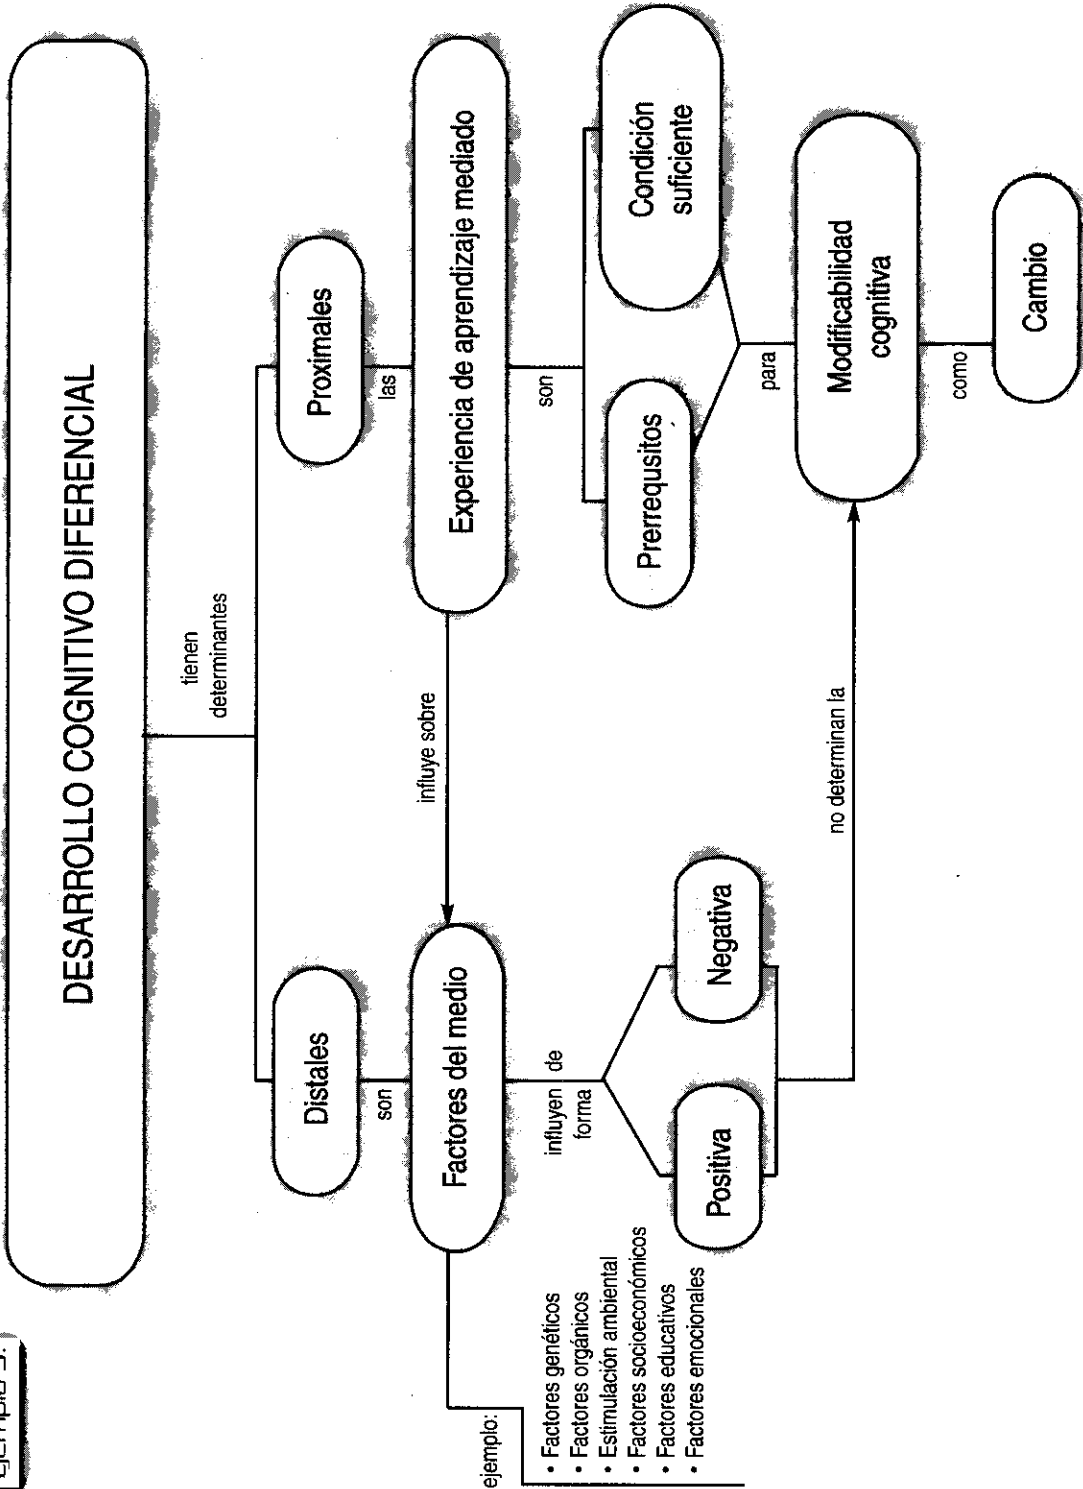 Ejemplo 3.
DESARROLLO COGNITIVO DIFERENCIAL
tienen
determinantes
Distales
Proximales
son
las
Factores del medio
influye sobre
Experiencia de aprendizaje mediado
ejemplo:
• Factores genéticos
• Factores orgánicos
• Estimulación ambiental
• Factores socioeconómicos
• Factores educativos
• Factores emocionales
influyen de
forma
son
Positiva
Negativa
Prerrequsitos
Condición
suficiente
no determinan la
para
Modificabilidad
cognitiva
como
Cambio